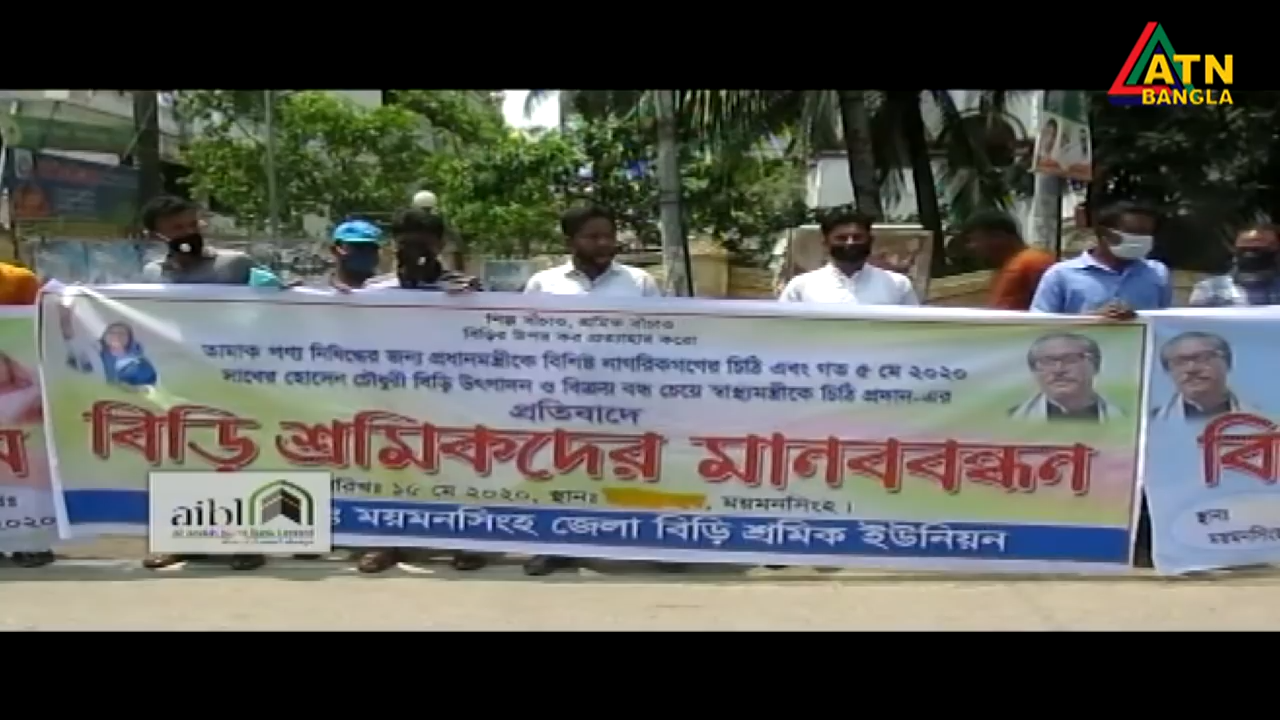 ATN
BANGLA
শিল্প বাঁচাও, শ্রমিক বাঁচাও
বিড়ির উপর কর প্রত্যাহার করো
তামাক পণ্য নিষিদ্ধের জন্য প্রধানমন্ত্রীকে বিশিষ্ট নাগরিকগণের চিঠি এবং গত ৫ মে ২০২০
সাবের হোসেন চৌধুরী বিড়ি উৎপাদন ও বিক্রয় বন্ধ চেয়ে স্বাস্থ্যমন্ত্রীকে চিঠি প্রদান-এর
প্রতিবাদে
বিড়ি শ্রমিকদের মানববন্ধন
১৫ মে ২০২০, স্থানঃ ময়মনসিংহ।
ময়মনসিংহ জেলা বিড়ি শ্রমিক ইউনিয়ন
aibl
বি
স্থানঃ